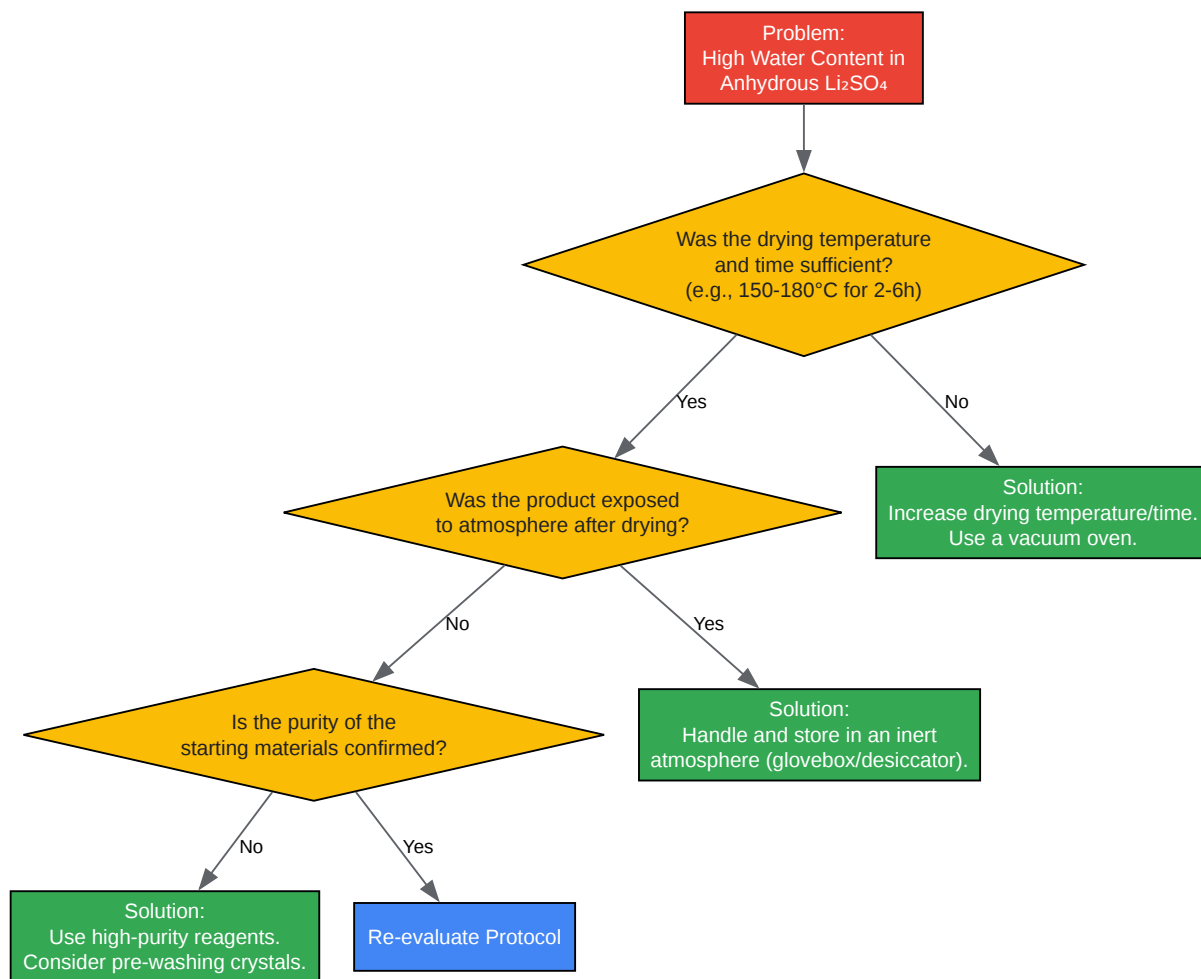 Problem:
High Water Content in
Anhydrous Li₂SO₄
Was the drying temperature
and time sufficient?
(e.g., 150-180°C for 2-6h)
Yes
No
Was the product exposed
to atmosphere after drying?
Solution:
Increase drying temperature/time.
Use a vacuum oven.
No
Yes
Is the purity of the
starting materials confirmed?
Solution:
Handle and store in an inert
atmosphere (glovebox/desiccator).
No
Yes
Solution:
Use high-purity reagents.
Consider pre-washing crystals.
Re-evaluate Protocol